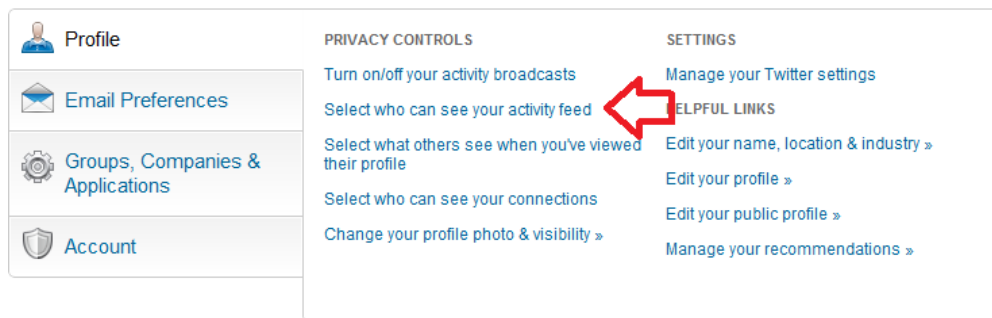 Profile
Email Preferences
Groups, Companies &
Applications
Account
PRIVACY CONTROLS
Turn on/off your activity broadcasts
Select who can see your activity feed
Select what others see when you've viewed
their profile
Select who can see your connections
Change your profile photo & visibility »
SETTINGS
Manage your Twitter settings
HELPFUL LINKS
Edit your name, location & industry »
Edit your profile »
Edit your public profile »
Manage your recommendations »